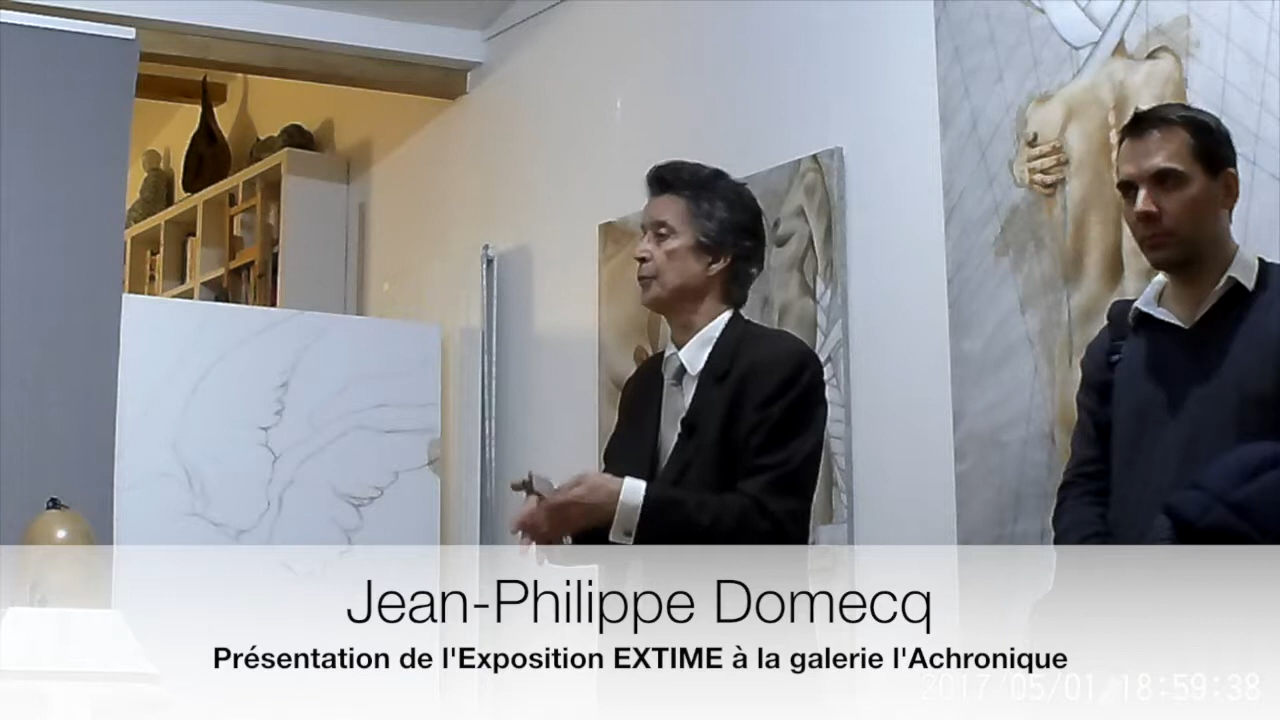 Jean-Philippe Domecq
Présentation de l'Exposition EXTIME à la galerie l'Achronique
2017/05/01 18:59:38